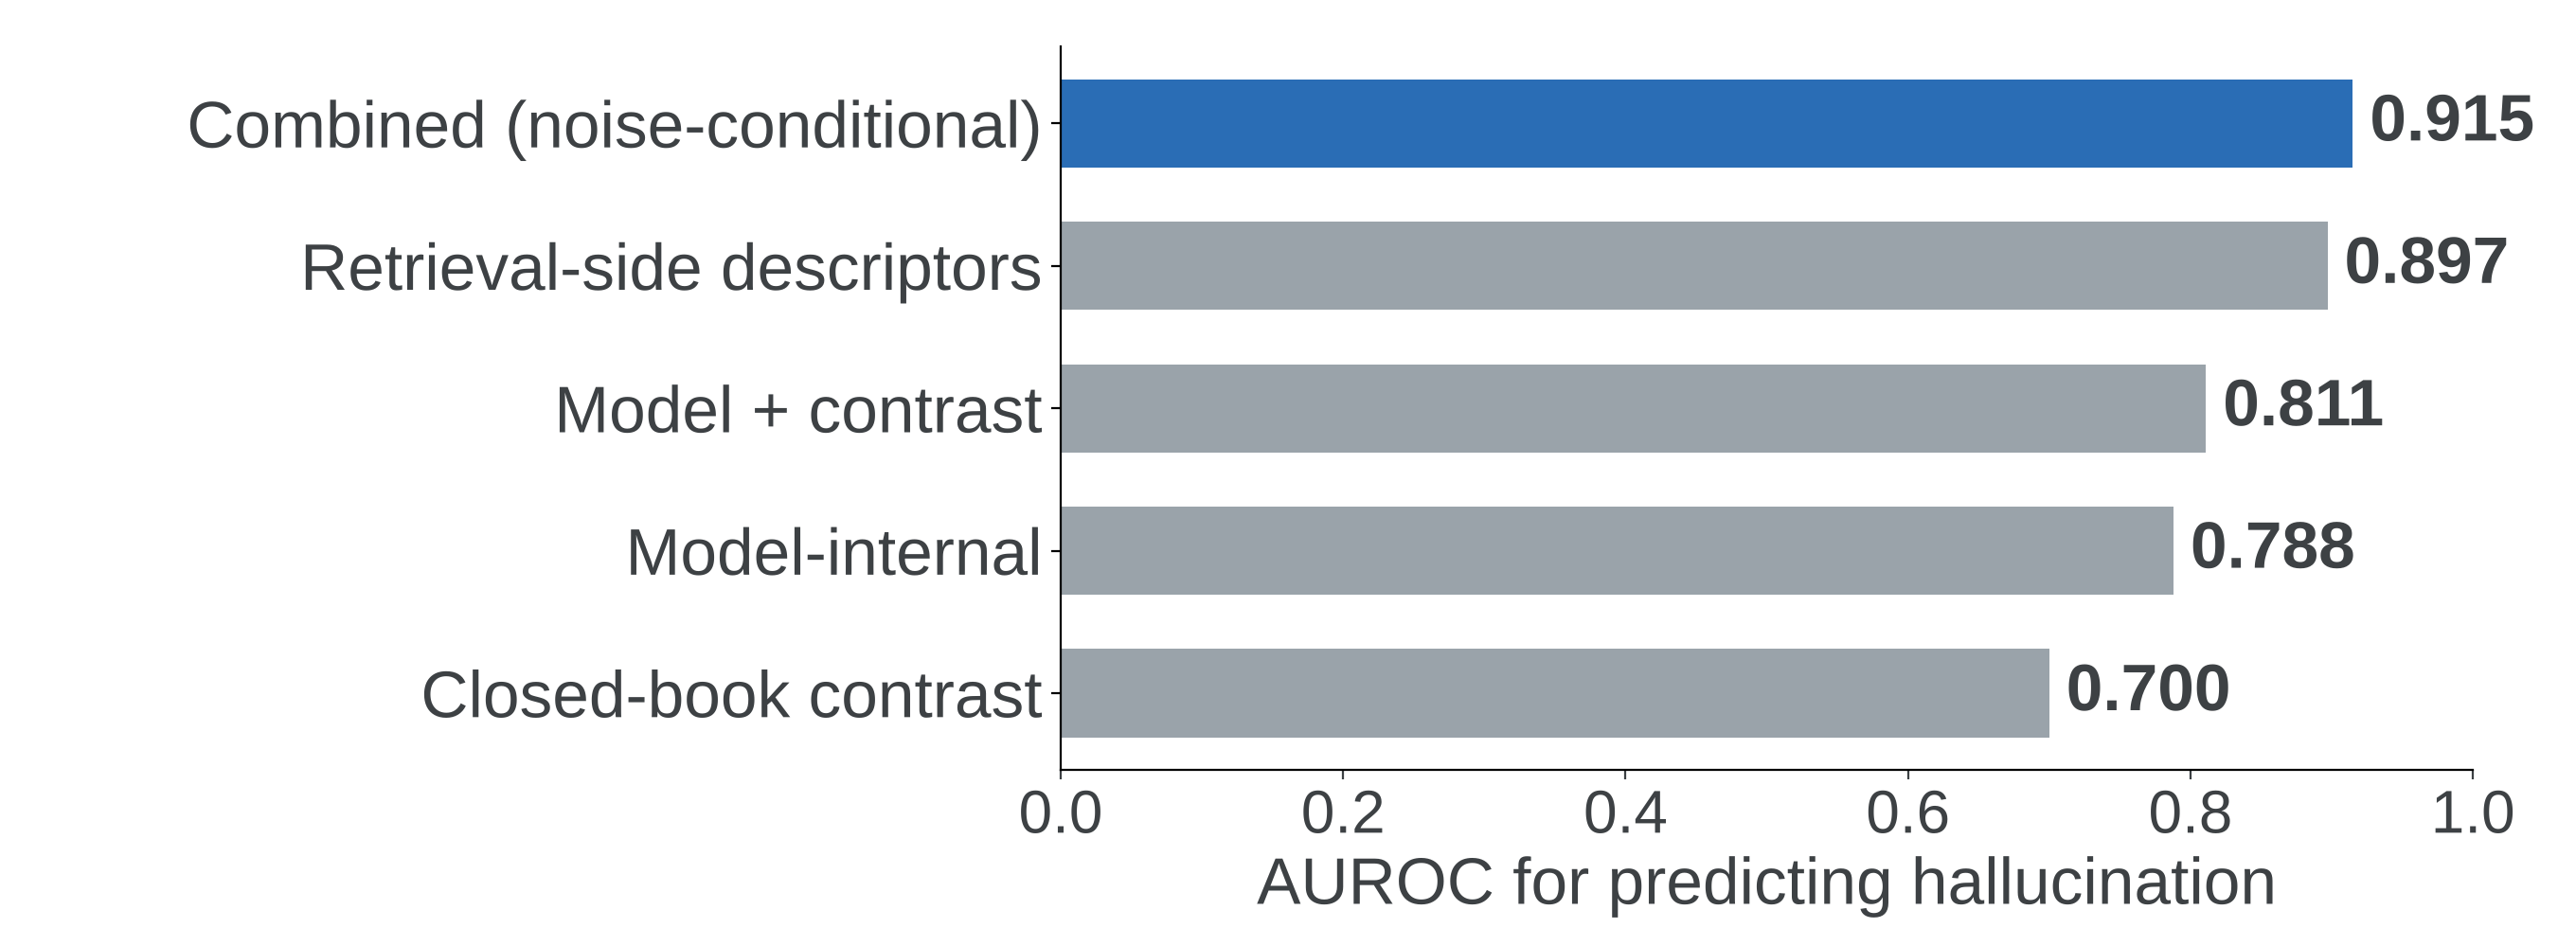 Combined (noise-conditional) 0.915
Retrieval-side descriptors 0.897
Model + contrast 0.811
Model-internal 0.788
Closed-book contrast 0.700
0.0 0.2 0.4 0.6 0.8 1.0
AUROC for predicting hallucination